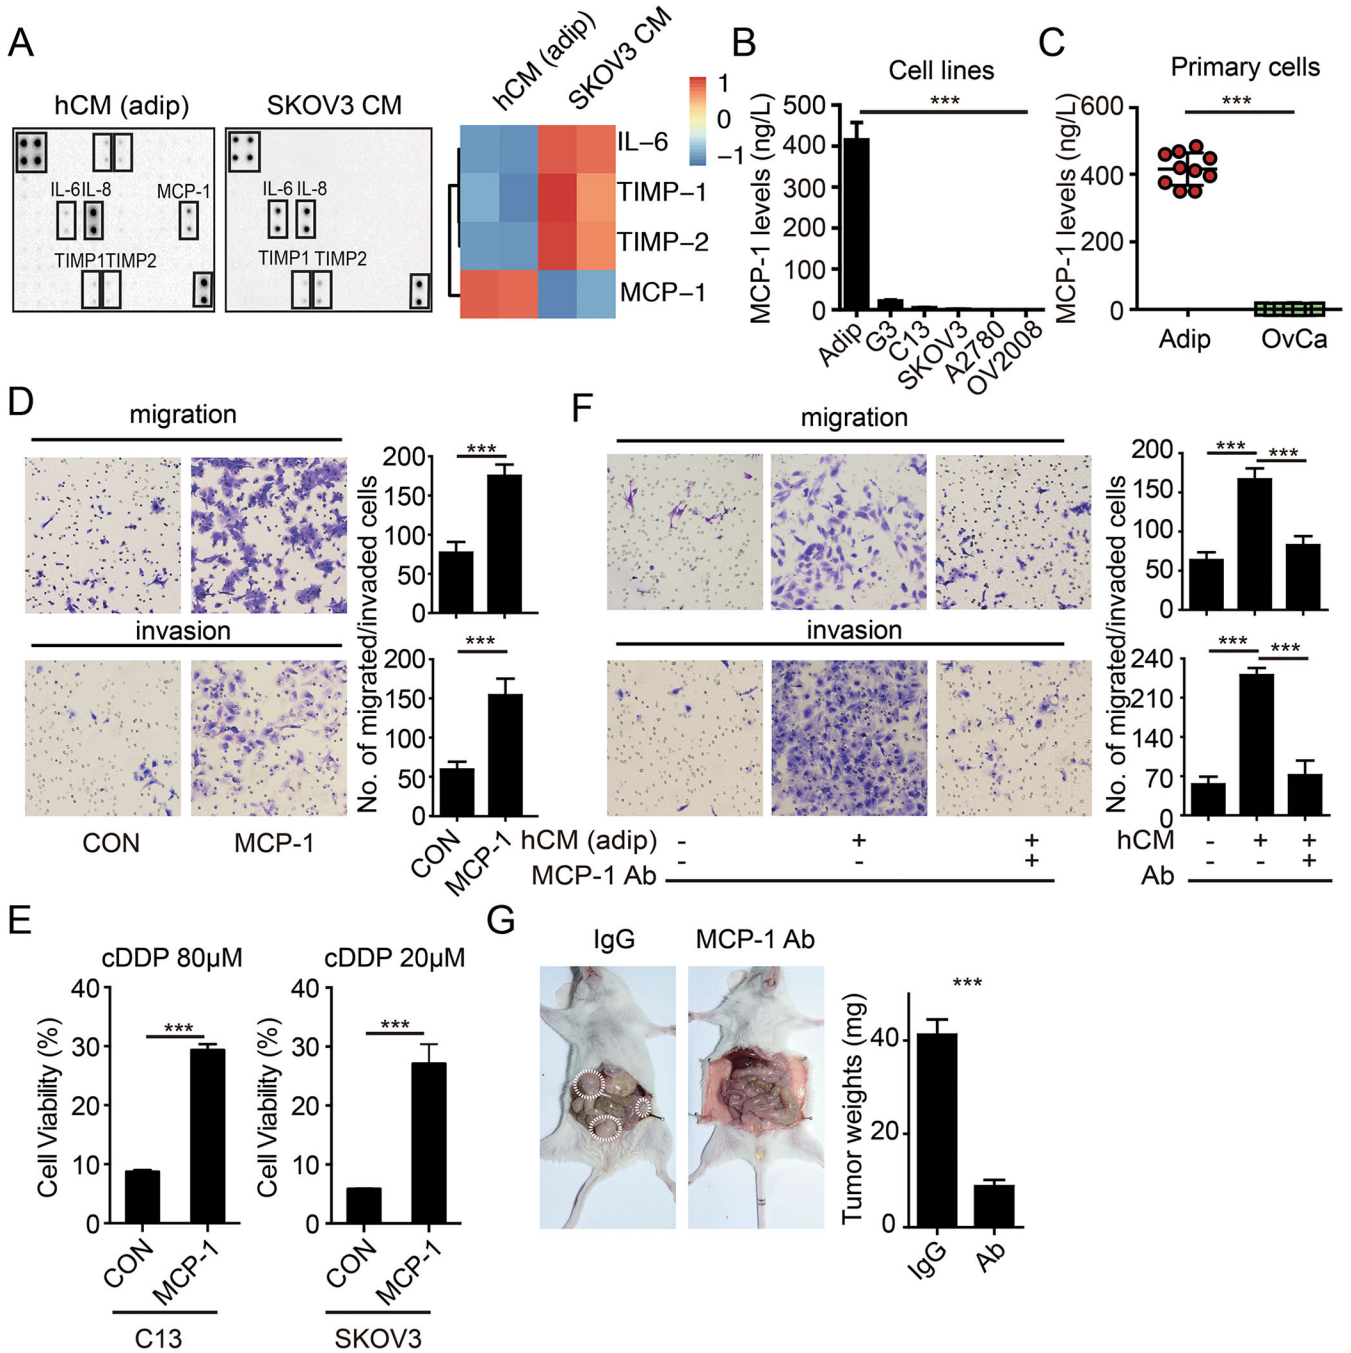 A
hCM (adip)
SKOV3 CM
IL-6 IL-8
MCP-1
TIMP1 TIMP2
IL-6 IL-8
TIMP1 TIMP2
hCM (adip)
SKOV3 CM
IL−6
TIMP−1
TIMP−2
MCP−1
1
0
−1
B
Cell lines
***
MCP-1 levels (ng/L)
500
400
300
200
100
0
Adip
G3
C13
SKOV3
A2780
OV2008
C
Primary cells
***
MCP-1 levels (ng/L)
600
400
200
0
Adip
OvCa
D
migration
invasion
CON
MCP-1
No. of migrated/invaded cells
200
150
100
50
0
***
200
150
100
50
0
***
CON
MCP-1
F
migration
invasion
hCM (adip) - + +
MCP-1 Ab - - +
No. of migrated/invaded cells
200
150
100
50
0
*** ***
240
210
140
70
0
*** ***
hCM - + +
Ab - - +
E
cDDP 80µM
Cell Viability (%)
40
30
20
10
0
***
CON
MCP-1
C13
cDDP 20µM
Cell Viability (%)
40
30
20
10
0
***
CON
MCP-1
SKOV3
G
IgG
MCP-1 Ab
***
Tumor weights (mg)
40
20
0
IgG
Ab